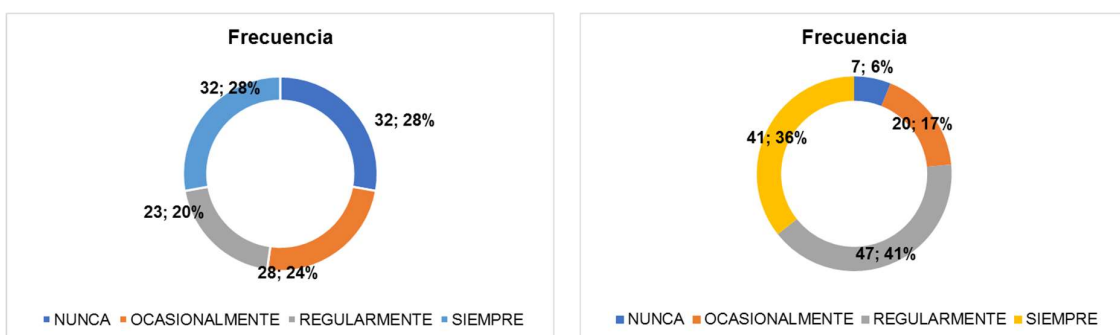 Frecuencia
32; 28%
32; 28%
23; 20%
28; 24%
NUNCA OCASIONALMENTE REGULARMENTE SIEMPRE
Frecuencia
7; 6%
20; 17%
41; 36%
47; 41%
NUNCA OCASIONALMENTE REGULARMENTE SIEMPRE